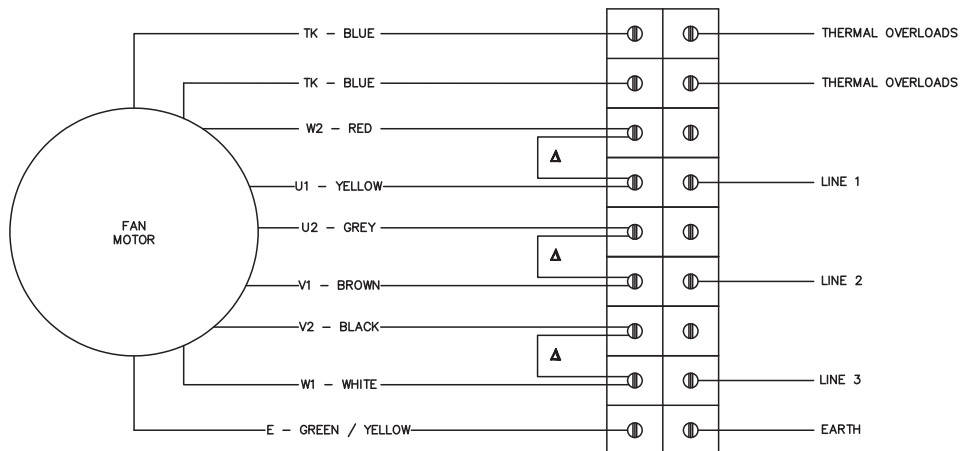 TK - BLUE
THERMAL OVERLOADS
TK - BLUE
THERMAL OVERLOADS
W2 - RED
Δ
U1 - YELLOW
LINE 1
FAN
MOTOR
U2 - GREY
Δ
V1 - BROWN
LINE 2
V2 - BLACK
Δ
W1 - WHITE
LINE 3
E - GREEN / YELLOW
EARTH